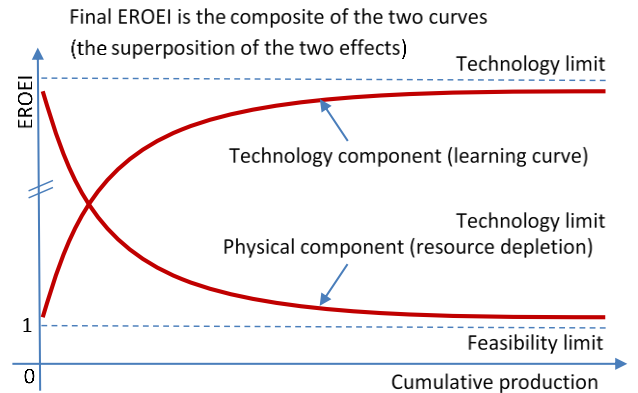 Final EROEI is the composite of the two curves
(the superposition of the two effects)
Technology limit
EROEI
Technology component (learning curve)
Technology limit
Physical component (resource depletion)
1
Feasibility limit
0
Cumulative production